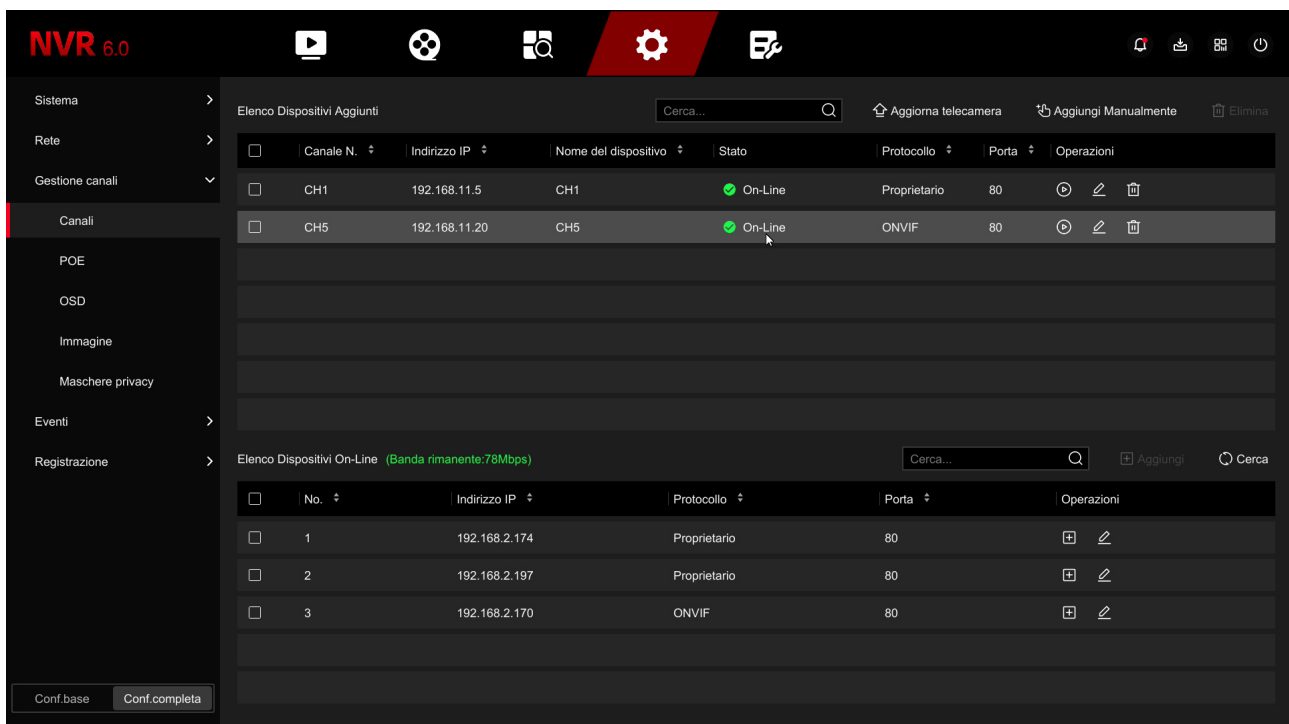 NVR 6.0
Sistema
Rete
Gestione canali
Canali
POE
OSD
Immagine
Maschere privacy
Eventi
Registrazione
Conf.base Conf.completa
Elenco Dispositivi Aggiunti Cerca... Aggiorna telecamera Aggiungi Manualmente Elimina
Canale N. Indirizzo IP Nome del dispositivo Stato Protocollo Porta Operazioni
CH1 192.168.11.5 CH1 On-Line Proprietario 80
CH5 192.168.11.20 CH5 On-Line ONVIF 80
Elenco Dispositivi On-Line (Banda rimanente:78Mbps) Cerca... Aggiungi Cerca
No. Indirizzo IP Protocollo Porta Operazioni
1 192.168.2.174 Proprietario 80
2 192.168.2.197 Proprietario 80
3 192.168.2.170 ONVIF 80